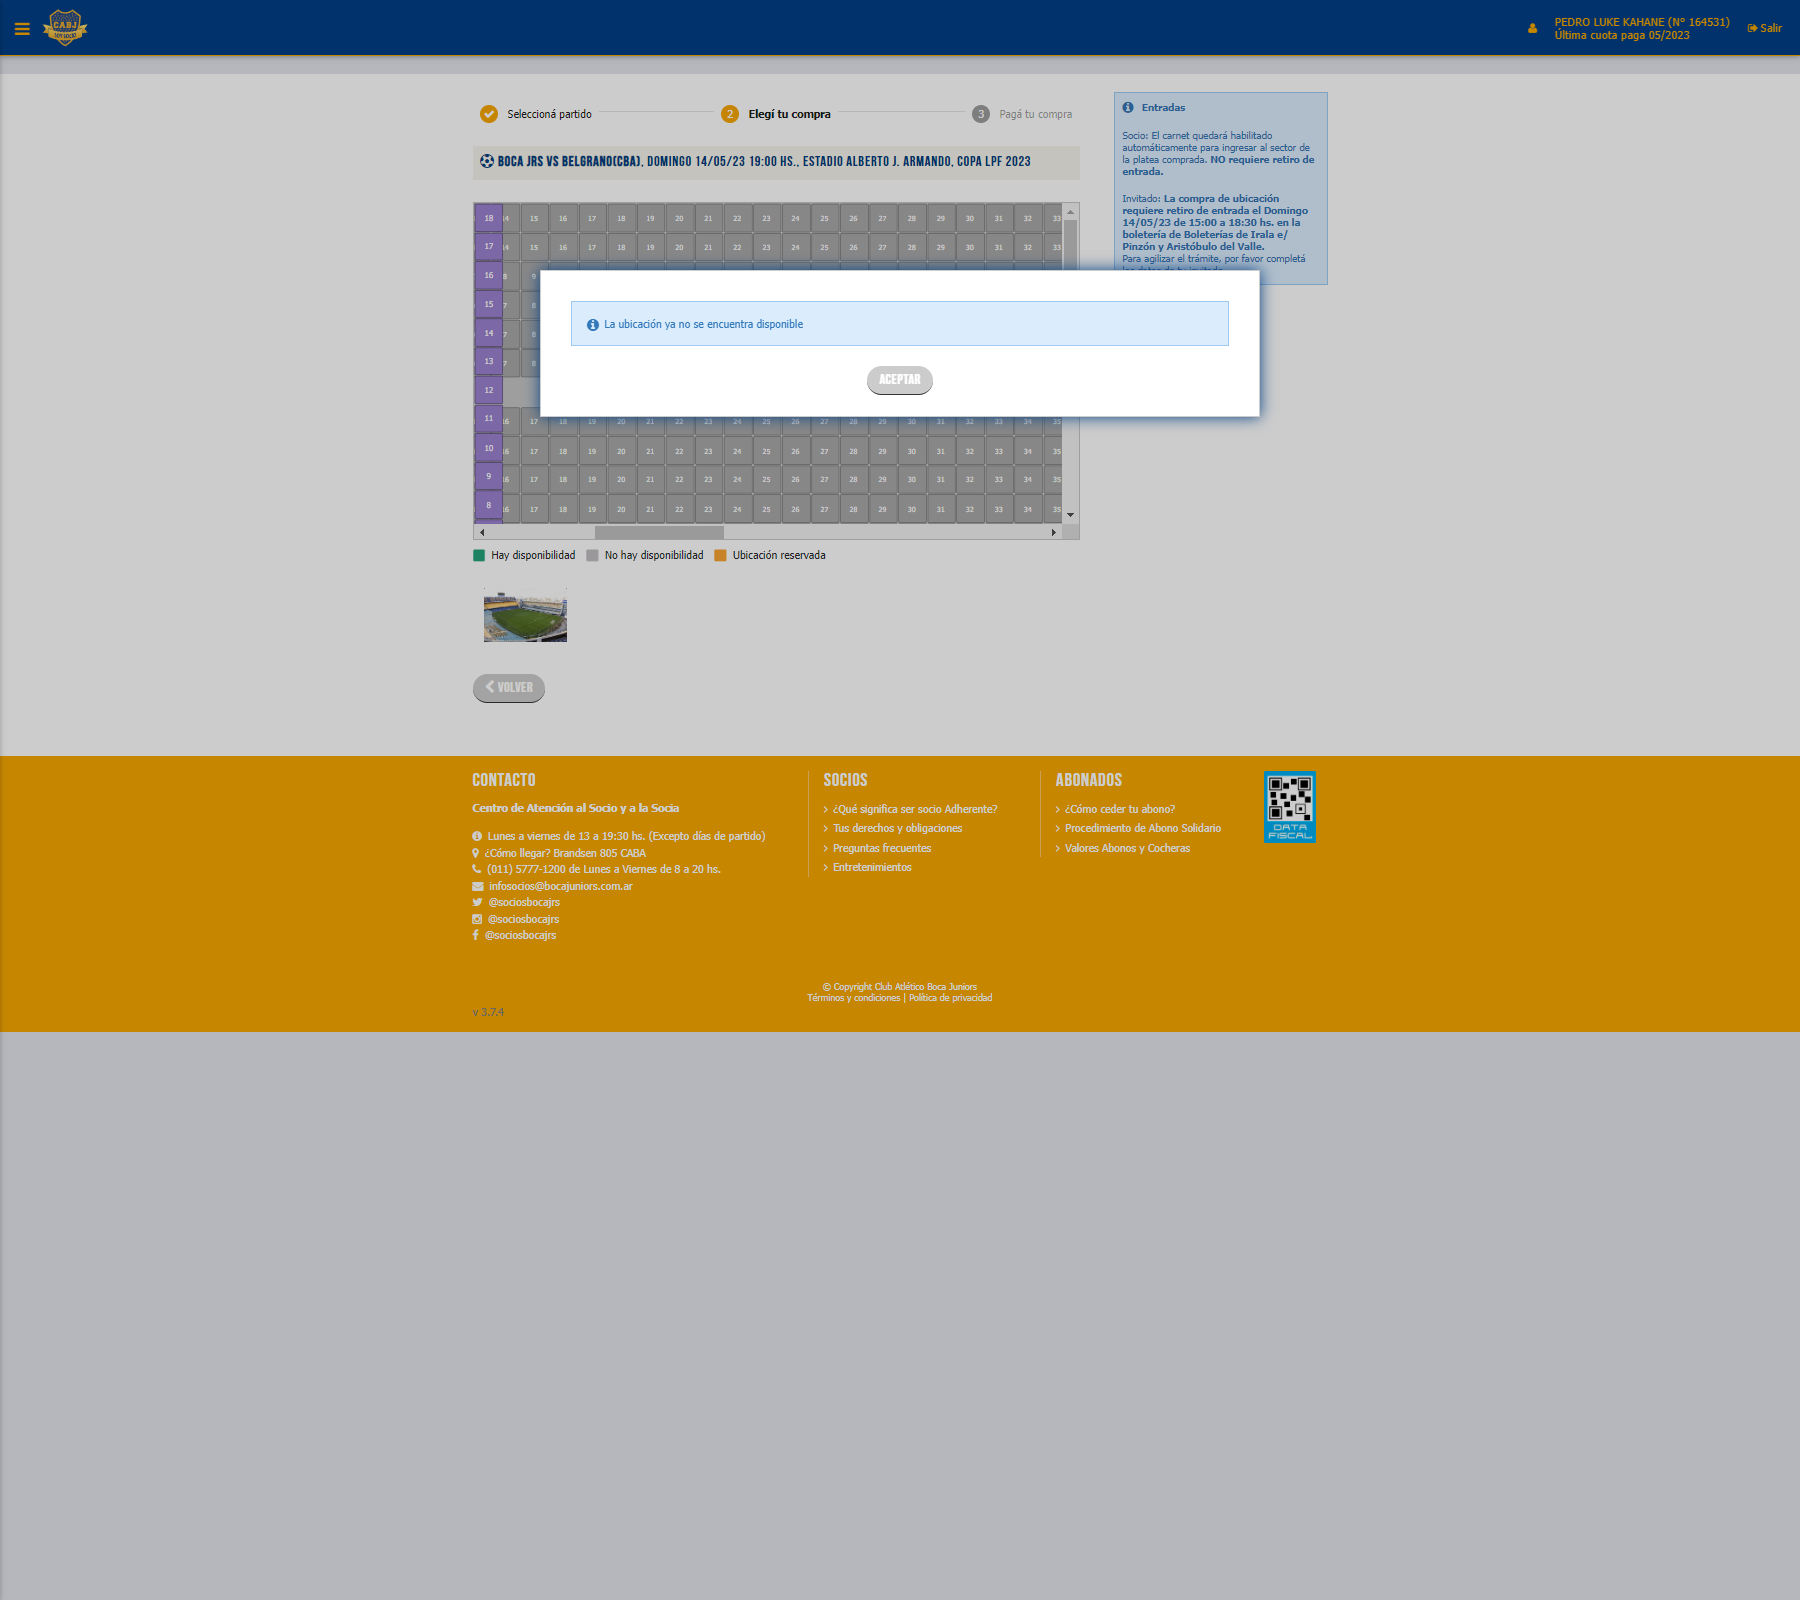 CABJ
SOY SOCIO
PEDRO LUKE KAHANE (Nº 164531)
Última cuota paga 05/2023
Salir
Seleccioná partido
2 Elegí tu compra
3 Pagá tu compra
BOCA JRS VS BELGRANO(CBA), DOMINGO 14/05/23 19:00 HS., ESTADIO ALBERTO J. ARMANDO, COPA LPF 2023
Entradas
Socio: El carnet quedará habilitado
automáticamente para ingresar al sector de
la platea comprada. NO requiere retiro de
entrada.
Invitado: La compra de ubicación
requiere retiro de entrada el Domingo
14/05/23 de 15:00 a 18:30 hs. en la
boletería de Boleterías de Irala e/
Pinzón y Aristóbulo del Valle.
Para agilizar el trámite, por favor completá
18 14 15 16 17 18 19 20 21 22 23 24 25 26 27 28 29 30 31 32 33
17 14 15 16 17 18 19 20 21 22 23 24 25 26 27 28 29 30 31 32 33
16 8 9
15 7 8
14 7 8
13 7 8
12
11 16 17 18 19 20 21 22 23 24 25 26 27 28 29 30 31 32 33 34 35
10 16 17 18 19 20 21 22 23 24 25 26 27 28 29 30 31 32 33 34 35
9 16 17 18 19 20 21 22 23 24 25 26 27 28 29 30 31 32 33 34 35
8 16 17 18 19 20 21 22 23 24 25 26 27 28 29 30 31 32 33 34 35
La ubicación ya no se encuentra disponible
ACEPTAR
Hay disponibilidad No hay disponibilidad Ubicación reservada
VOLVER
CONTACTO
Centro de Atención al Socio y a la Socia
Lunes a viernes de 13 a 19:30 hs. (Excepto días de partido)
¿Cómo llegar? Brandsen 805 CABA
(011) 5777-1200 de Lunes a Viernes de 8 a 20 hs.
infosocios@bocajuniors.com.ar
@sociosbocajrs
@sociosbocajrs
@sociosbocajrs
SOCIOS
¿Qué significa ser socio Adherente?
Tus derechos y obligaciones
Preguntas frecuentes
Entretenimientos
ABONADOS
¿Cómo ceder tu abono?
Procedimiento de Abono Solidario
Valores Abonos y Cocheras
DATA
FISCAL
© Copyright Club Atlético Boca Juniors
Términos y condiciones | Política de privacidad
v 3.7.4